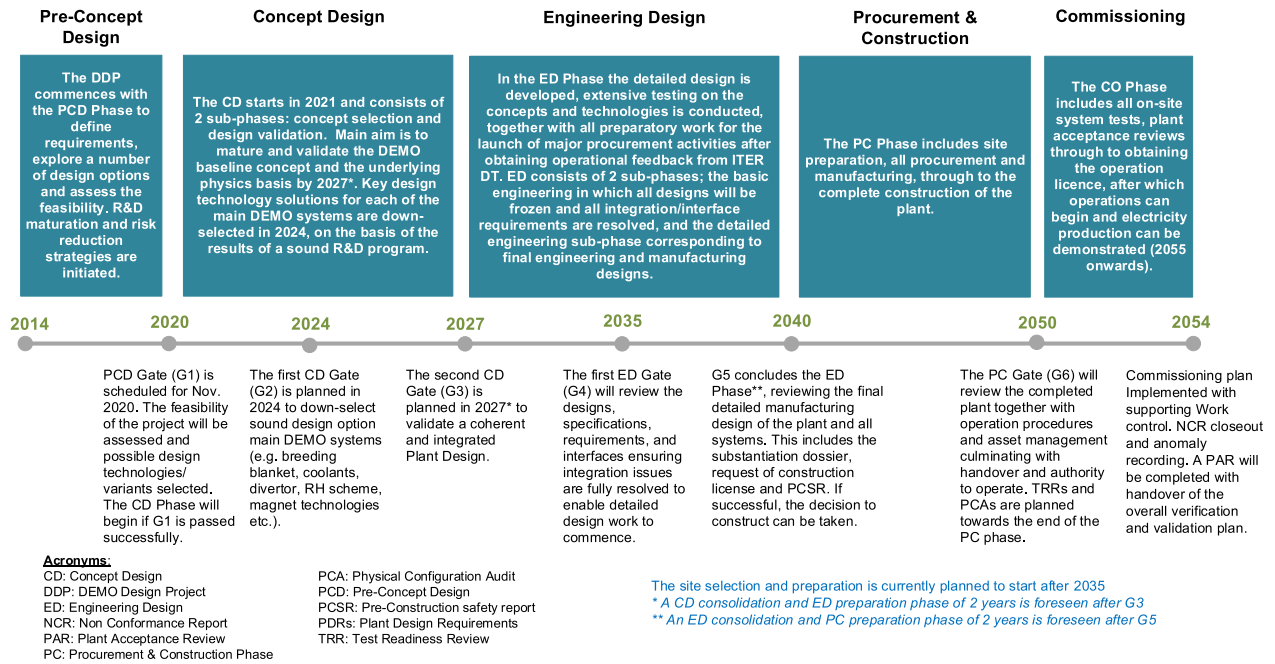 Pre-Concept
Design
Concept Design
Engineering Design
Procurement &
Construction
Commissioning
The DDP
commences with
the PCD Phase to
define
requirements,
explore a number
of design options
and assess the
feasibility. R&D
maturation and risk
reduction
strategies are
initiated.
The CD starts in 2021 and consists of
2 sub-phases: concept selection and
design validation. Main aim is to
mature and validate the DEMO
baseline concept and the underlying
physics basis by 2027*. Key design
technology solutions for each of the
main DEMO systems are down-
selected in 2024, on the basis of the
results of a sound R&D program.
In the ED Phase the detailed design is
developed, extensive testing on the
concepts and technologies is conducted,
together with all preparatory work for the
launch of major procurement activities after
obtaining operational feedback from ITER
DT. ED consists of 2 sub-phases; the basic
engineering in which all designs will be
frozen and all integration/interface
requirements are resolved, and the detailed
engineering sub-phase corresponding to
final engineering and manufacturing
designs.
The PC Phase includes site
preparation, all procurement and
manufacturing, through to the
complete construction of the
plant.
The CO Phase
includes all on-site
system tests, plant
acceptance reviews
through to obtaining
the operation
licence, after which
operations can
begin and electricity
production can be
demonstrated (2055
onwards).
2014
2020
2024
2027
2035
2040
2050
2054
PCD Gate (G1) is
scheduled for Nov.
2020. The feasibility
of the project will be
assessed and
possible design
technologies/
variants selected.
The CD Phase will
begin if G1 is passed
successfully.
The first CD Gate
(G2) is planned in
2024 to down-select
sound design option
main DEMO systems
(e.g. breeding
blanket, coolants,
divertor, RH scheme,
magnet technologies
etc.).
The second CD
Gate (G3) is
planned in 2027* to
validate a coherent
and integrated
Plant Design.
The first ED Gate
(G4) will review the
designs,
specifications,
requirements, and
interfaces ensuring
integration issues
are fully resolved to
enable detailed
design work to
commence.
G5 concludes the ED
Phase**, reviewing the final
detailed manufacturing
design of the plant and all
systems. This includes the
substantiation dossier,
request of construction
license and PCSR. If
successful, the decision to
construct can be taken.
The PC Gate (G6) will
review the completed
plant together with
operation procedures
and asset management
culminating with
handover and authority
to operate. TRRs and
PCAs are planned
towards the end of the
PC phase.
Commissioning plan
Implemented with
supporting Work
control. NCR closeout
and anomaly
recording. A PAR will
be completed with
handover of the
overall verification
and validation plan.
Acronyms:
CD: Concept Design
DDP: DEMO Design Project
ED: Engineering Design
NCR: Non Conformance Report
PAR: Plant Acceptance Review
PC: Procurement & Construction Phase
PCA: Physical Configuration Audit
PCD: Pre-Concept Design
PCSR: Pre-Construction safety report
PDRs: Plant Design Requirements
TRR: Test Readiness Review
The site selection and preparation is currently planned to start after 2035
* A CD consolidation and ED preparation phase of 2 years is foreseen after G3
** An ED consolidation and PC preparation phase of 2 years is foreseen after G5